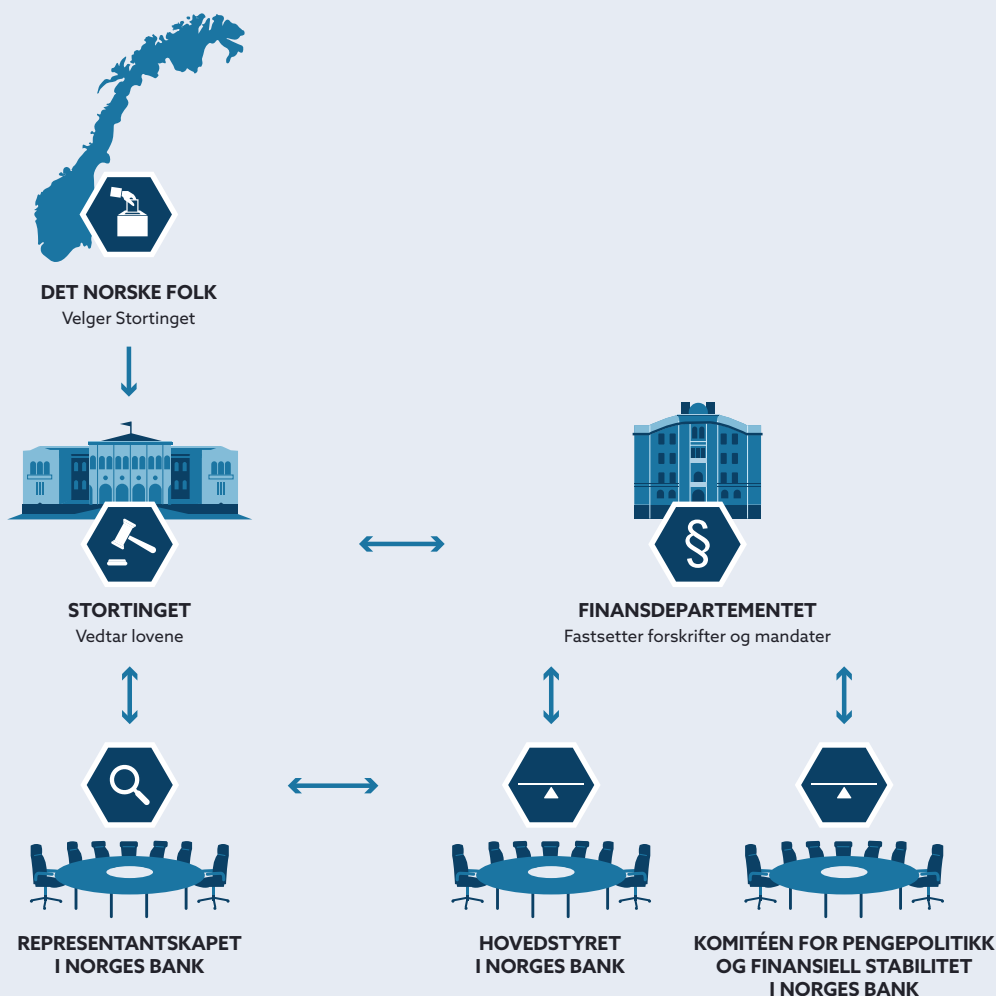 DET NORSKE FOLK
Velger Stortinget
STORTINGET
Vedtar lovene
§
FINANSDEPARTEMENTET
Fastsetter forskrifter og mandater
REPRESENTANTSKAPET
I NORGES BANK
HOVEDSTYRET
I NORGES BANK
KOMITÉEN FOR PENGEPOLITIKK
OG FINANSIELL STABILITET
I NORGES BANK